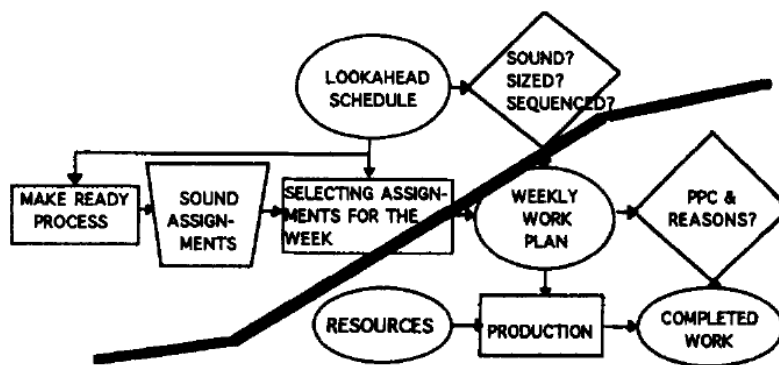 LOOKAHEAD
SCHEDULE
SOUND?
SIZED?
SEQUENCED?
MAKE READY
PROCESS
SOUND
ASSIGN-
MENTS
SELECTING ASSIGN-
MENTS FOR THE
WEEK
WEEKLY
WORK
PLAN
PPC &
REASONS?
RESOURCES
PRODUCTION
COMPLETED
WORK